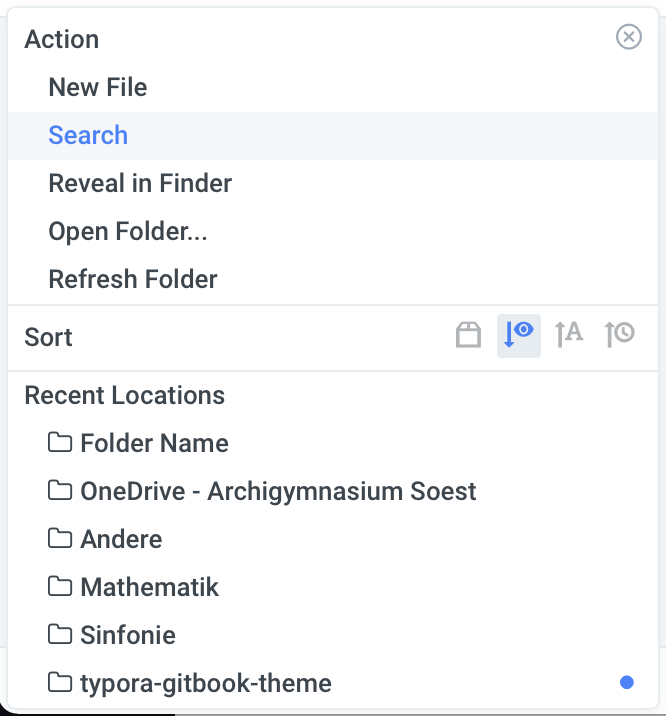 Action
New File
Search
Reveal in Finder
Open Folder...
Refresh Folder
Sort
Recent Locations
Folder Name
OneDrive - Archigymnasium Soest
Andere
Mathematik
Sinfonie
typora-gitbook-theme